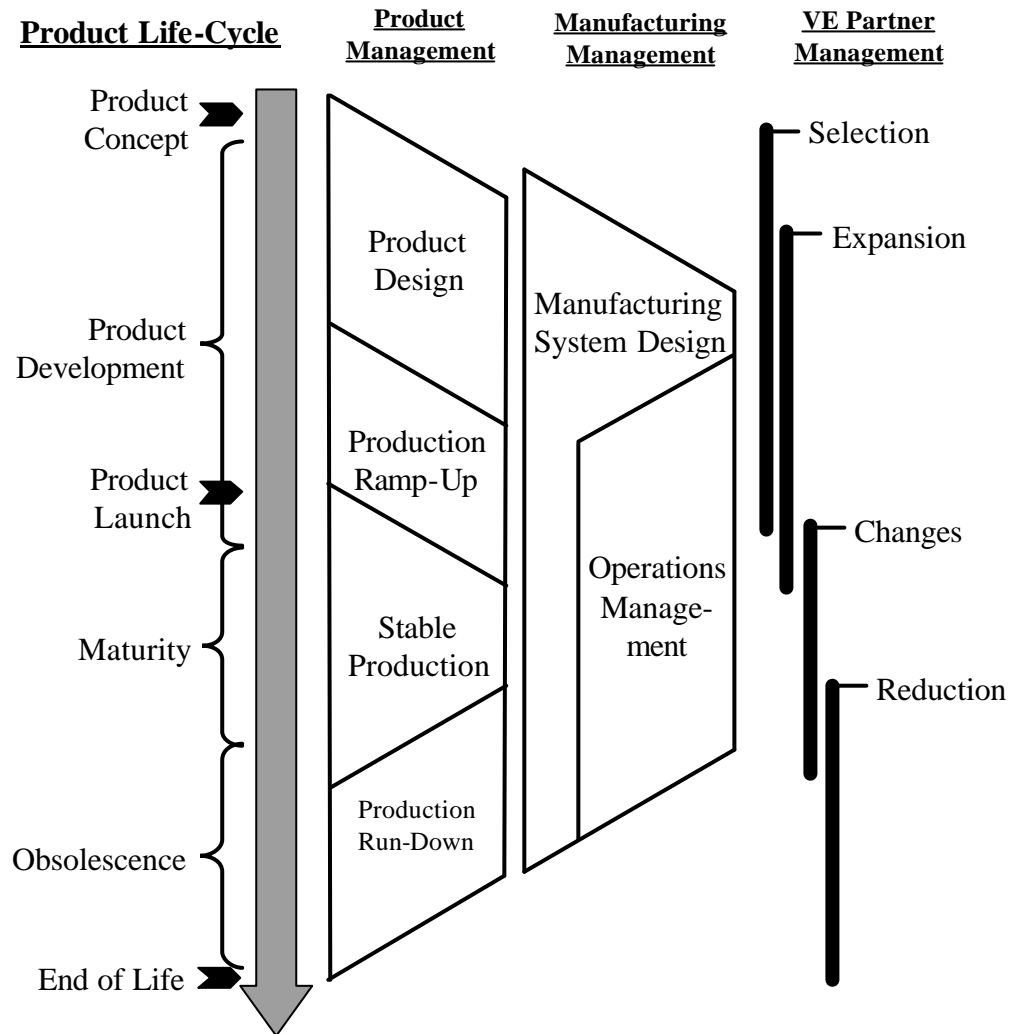 Product Life-Cycle
Product
Management
Manufacturing
Management
VE Partner
Management
Product
Concept
Product
Development
Product
Launch
Maturity
Obsolescence
End of Life
Product
Design
Production
Ramp-Up
Stable
Production
Production
Run-Down
Manufacturing
System Design
Operations
Manage-
ment
Selection
Expansion
Changes
Reduction